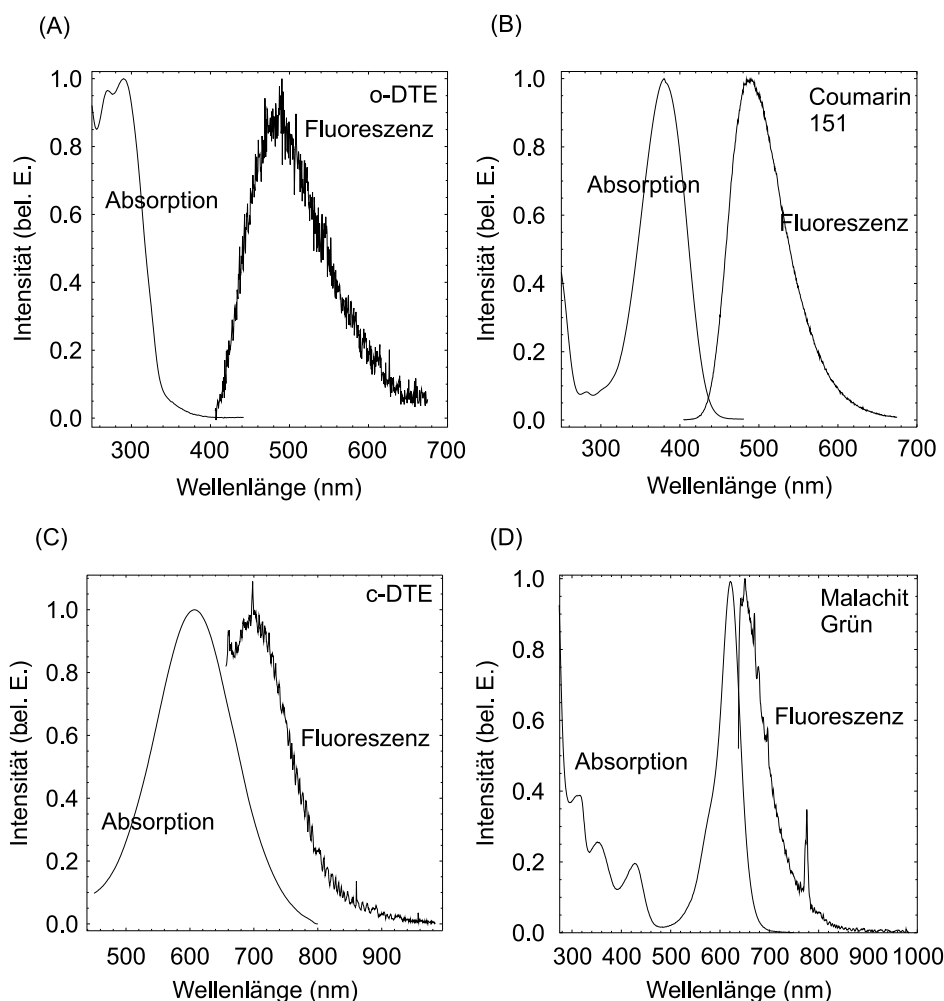 (A)
(B)
1.0
0.8
0.6
0.4
0.2
0.0
Intensität (bel. E.)
o-DTE
Fluoreszenz
Absorption
300 400 500 600 700
Wellenlänge (nm)
1.0
0.8
0.6
0.4
0.2
0.0
Intensität (bel. E.)
Coumarin
151
Absorption
Fluoreszenz
300 400 500 600 700
Wellenlänge (nm)
(C)
(D)
1.0
0.8
0.6
0.4
0.2
0.0
Intensität (bel. E.)
c-DTE
Fluoreszenz
Absorption
500 600 700 800 900
Wellenlänge (nm)
1.0
0.8
0.6
0.4
0.2
0.0
Intensität (bel. E.)
Malachit
Grün
Fluoreszenz
Absorption
300 400 500 600 700 800 900 1000
Wellenlänge (nm)